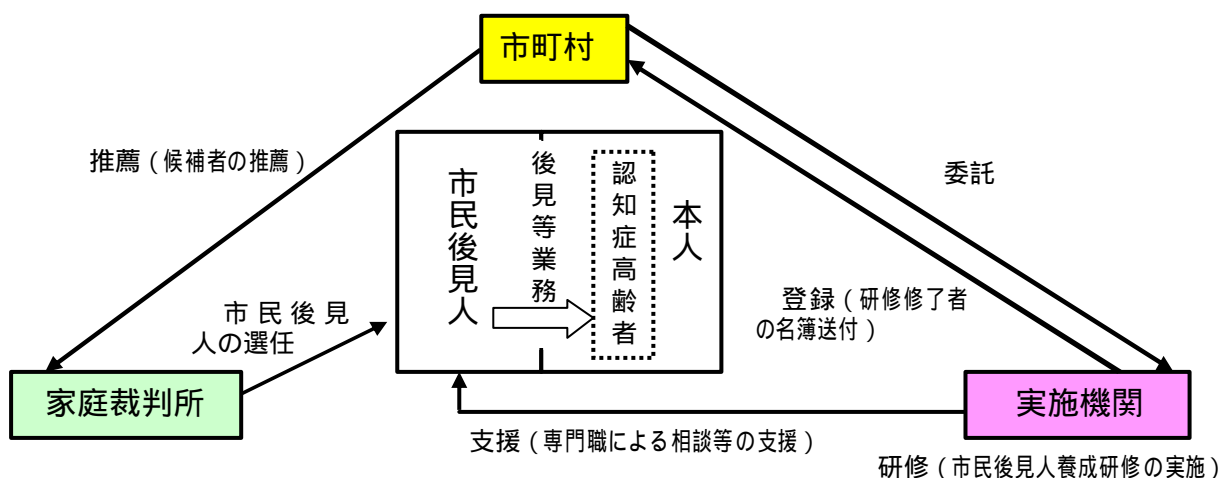 市町村
推薦（候補者の推薦）
委託
市民後見人
後見等業務
認知症高齢者
本人
登録（研修修了者
の名簿送付）
市民後見
人の選任
家庭裁判所
実施機関
支援（専門職による相談等の支援）
研修（市民後見人養成研修の実施）